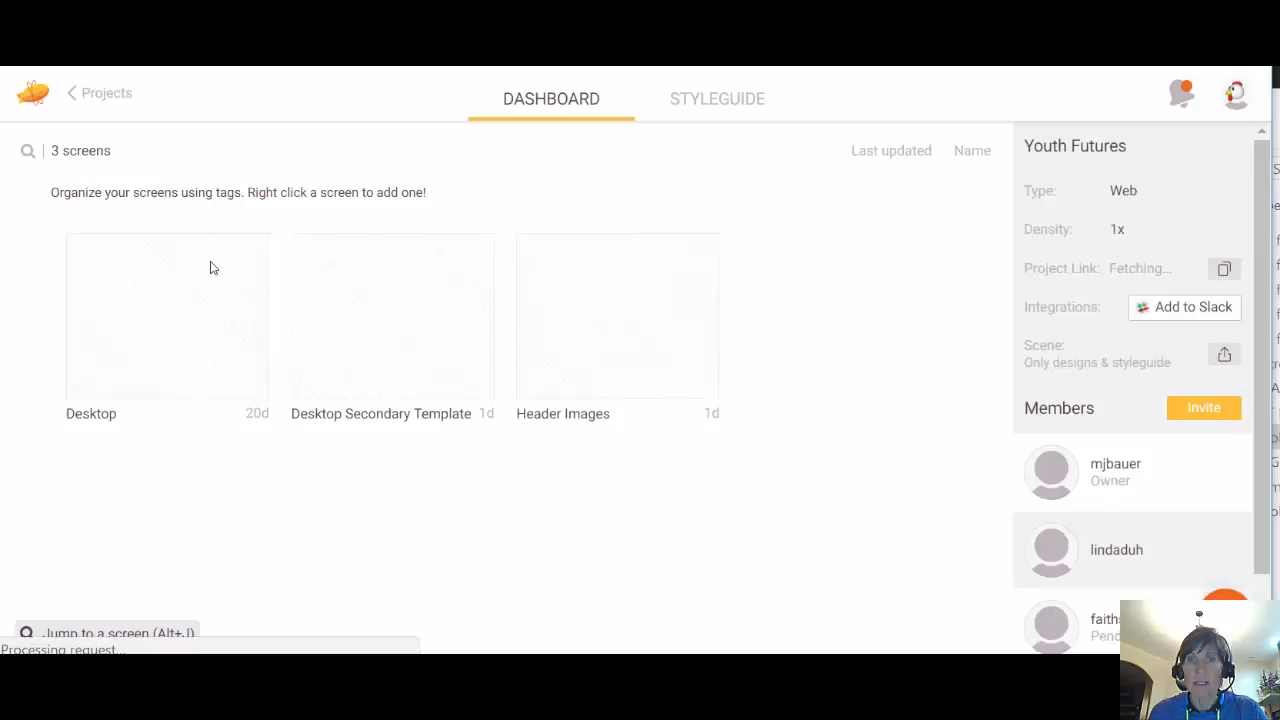 Projects
DASHBOARD
STYLEGUIDE
3 screens
Last updated
Name
Organize your screens using tags. Right click a screen to add one!
Desktop
20d
Desktop Secondary Template
1d
Header Images
1d
Youth Futures
Type:
Web
Density:
1x
Project Link:
Fetching...
Integrations:
Add to Slack
Scene:
Only designs & styleguide
Members
Invite
mjbauer
Owner
lindaduh
Jump to a screen (Alt+J)
Processing request...